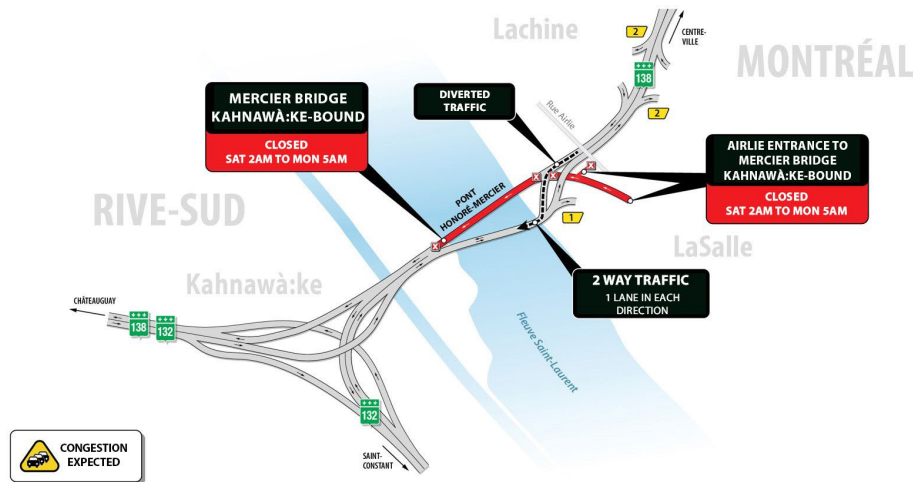 Lachine
MONTRÉAL
2
CENTRE-
VILLE
138
2
MERCIER BRIDGE
KAHNAWÀ:KE-BOUND
CLOSED
SAT 2AM TO MON 5AM
DIVERTED
TRAFFIC
Rue Airlie
AIRLIE ENTRANCE TO
MERCIER BRIDGE
KAHNAWÀ:KE-BOUND
CLOSED
SAT 2AM TO MON 5AM
X
X
X
X
PONT
HONORÉ-MERCIER
1
RIVE-SUD
LaSalle
Kahnawà:ke
2 WAY TRAFFIC
1 LANE IN EACH
DIRECTION
CHÂTEAUGUAY
138
132
Fleuve Saint-Laurent
132
SAINT-
CONSTANT
CONGESTION
EXPECTED